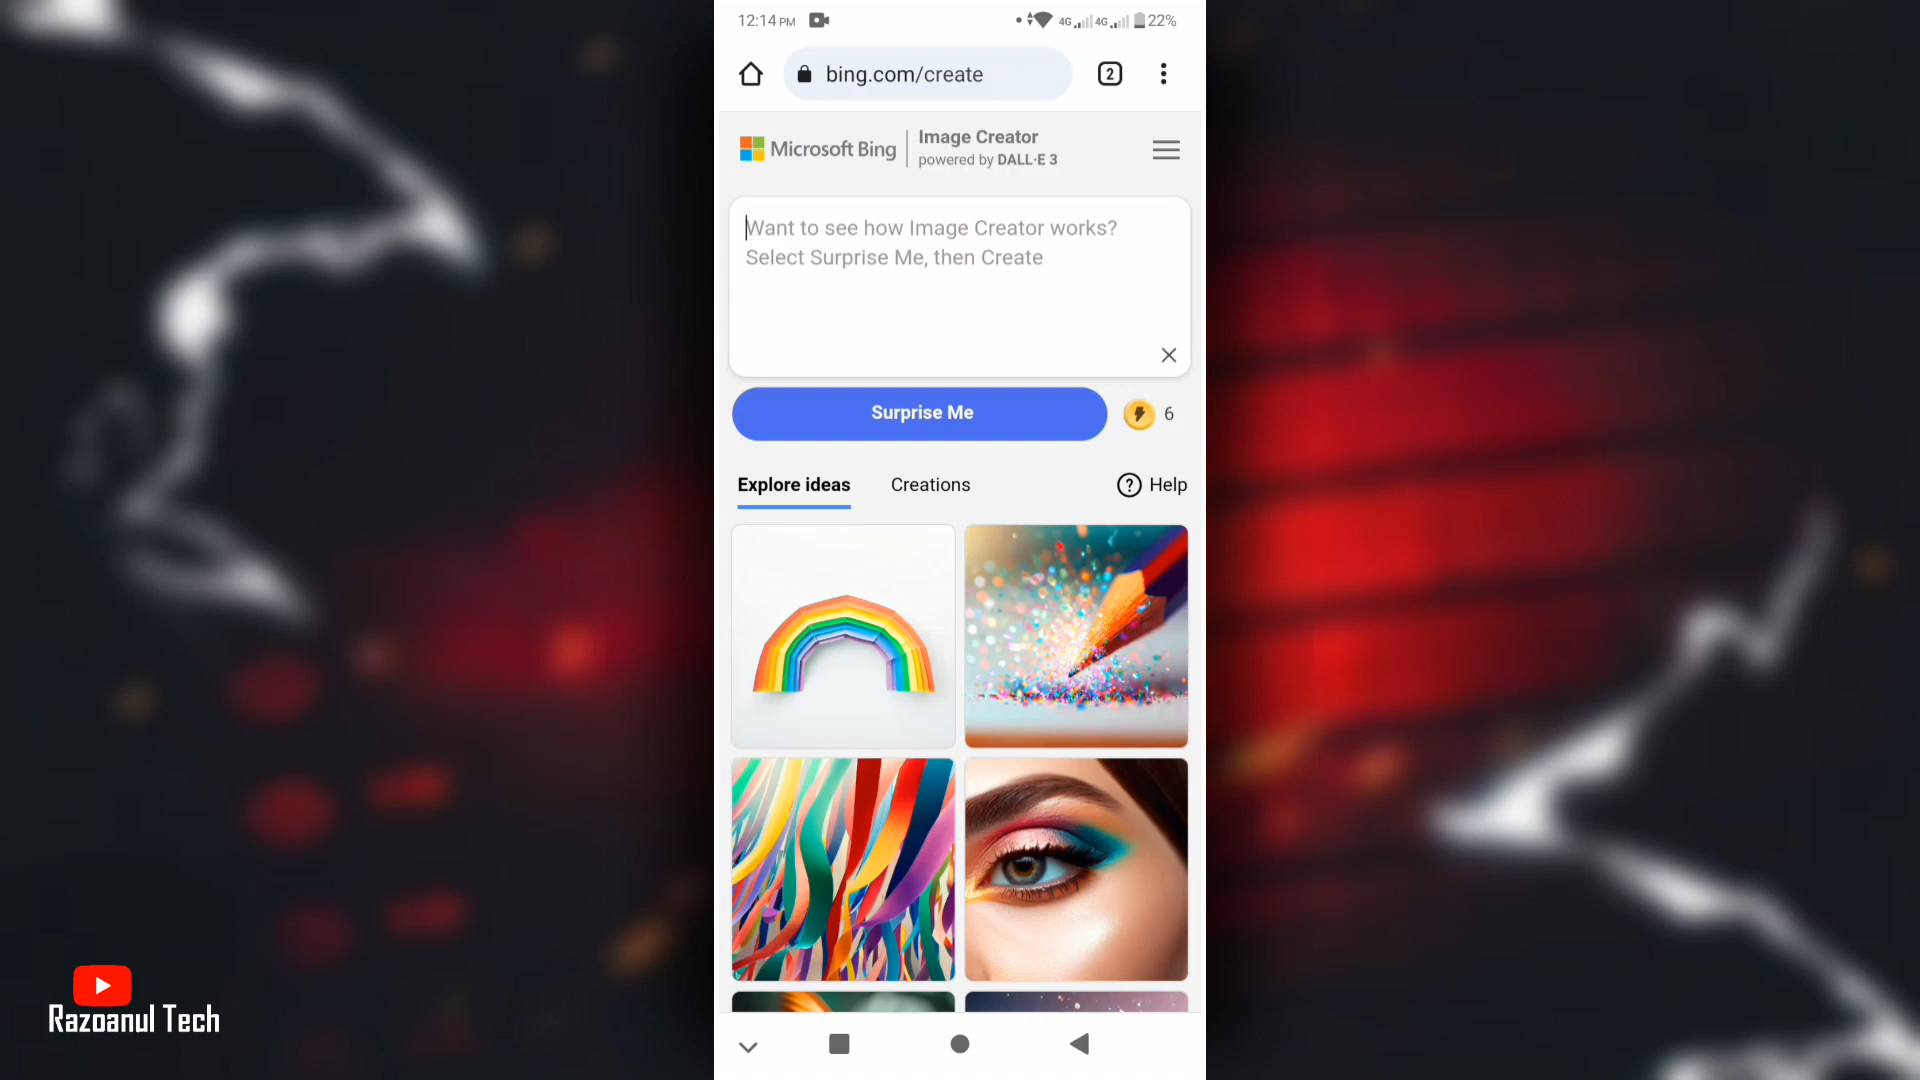 12:14 PM
4G 4G 22%
bing.com/create
2
Microsoft Bing
Image Creator
powered by DALL·E 3
Want to see how Image Creator works?
Select Surprise Me, then Create
Surprise Me
6
Explore ideas
Creations
? Help
Razoanul Tech